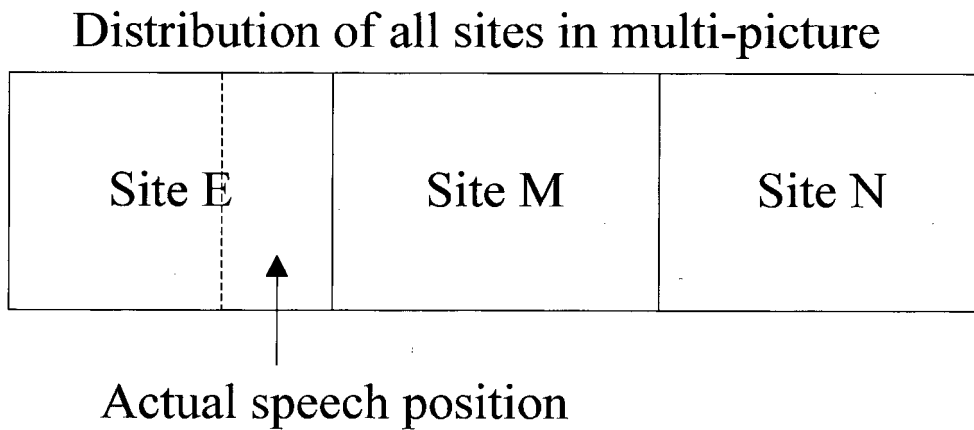 Distribution of all sites in multi-picture
Site E
Site M
Site N
Actual speech position